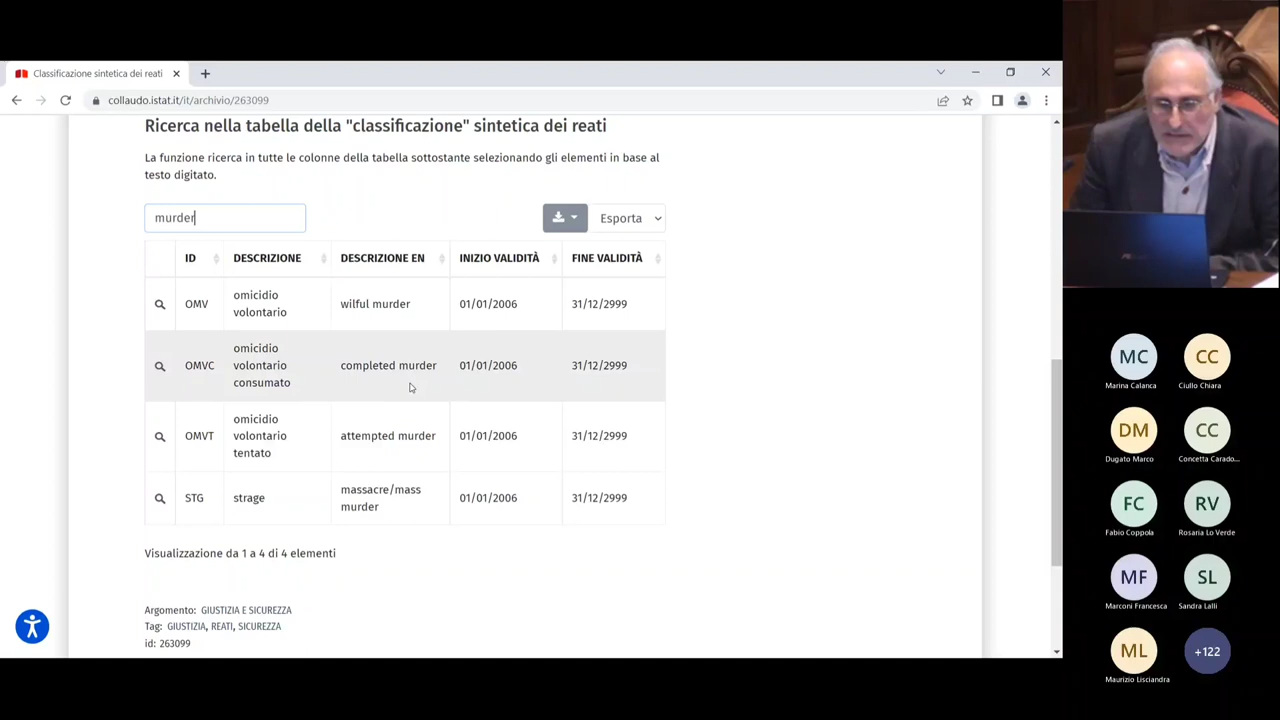 Classificazione sintetica dei reati
collaudo.istat.it/it/archivio/263099
Ricerca nella tabella della "classificazione" sintetica dei reati
La funzione ricerca in tutte le colonne della tabella sottostante selezionando gli elementi in base al
testo digitato.
murder
Esporta
ID DESCRIZIONE DESCRIZIONE EN INIZIO VALIDITÀ FINE VALIDITÀ
OMV omicidio volontario wilful murder 01/01/2006 31/12/2999
OMVC omicidio volontario consumato completed murder 01/01/2006 31/12/2999
OMVT omicidio volontario tentato attempted murder 01/01/2006 31/12/2999
STG strage massacre/mass murder 01/01/2006 31/12/2999
Visualizzazione da 1 a 4 di 4 elementi
Argomento: GIUSTIZIA E SICUREZZA
Tag: GIUSTIZIA, REATI, SICUREZZA
id: 263099
MC CC
Marina Calanca Ciullo Chiara
DM CC
Dugato Marco Concetta Carado...
FC RV
Fabio Coppola Rosaria Lo Verde
MF SL
Marconi Francesca Sandra Lalli
ML +122
Maurizio Lisciandra